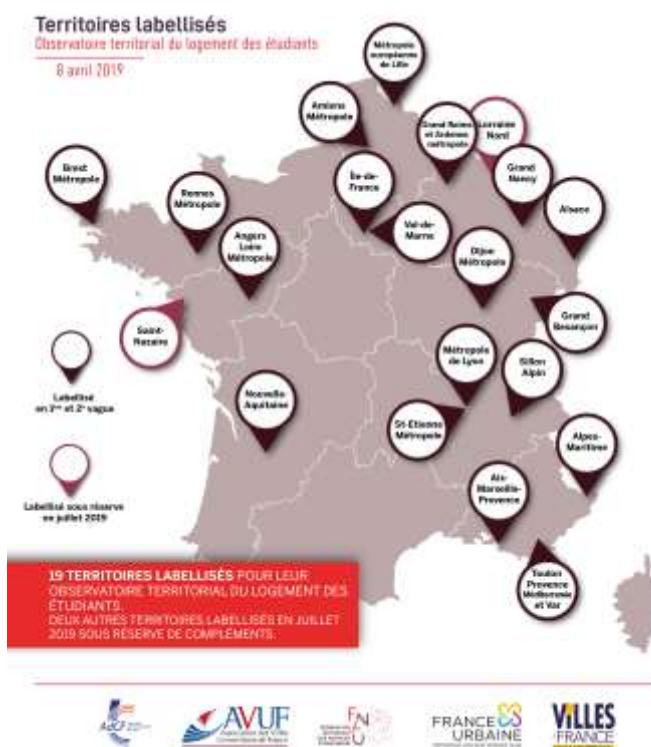 Territoires labellisés
Observatoire territorial du logement des étudiants
8 avril 2019
Métropole
européenne
de Lille
Amiens
Métropole
Grand Reims
et Ardenne
métropole
Lorraine
Nord
Grand
Nancy
Brest
Métropole
Rennes
Métropole
Île-de-
France
Alsace
Angers
Loire
Métropole
Val-de-
Marne
Dijon
Métropole
Saint-
Nazaire
Grand
Besançon
Métropole
de Lyon
Sillon
Alpin
Labellisé
en 1ère et 2e vague
Nouvelle-
Aquitaine
St-Etienne
Métropole
Alpes-
Maritime
Labellisé sous réserve
en juillet 2019
Aix-
Marseille-
Provence
Toulon
Provence
Méditerranée
et Var
19 TERRITOIRES LABELLISÉS POUR LEUR
OBSERVATOIRE TERRITORIAL DU LOGEMENT DES
ÉTUDIANTS.
DEUX AUTRES TERRITOIRES LABELLISÉS EN JUILLET
2019 SOUS RÉSERVE DE COMPLÉMENTS.
AdCF
AVUF
FNU
FRANCE
URBAINE
VILLES
FRANCE